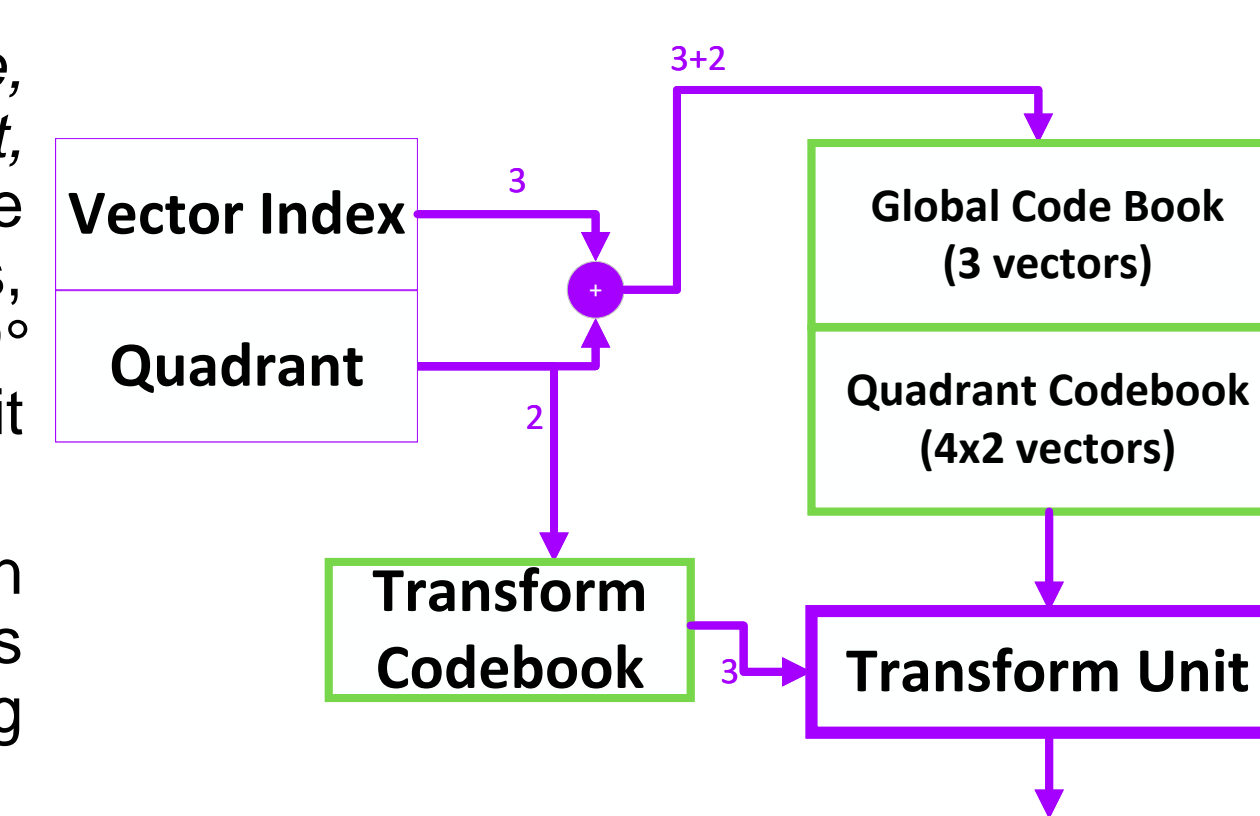 e,
t,
e
s,
°
it
n
s
g
3+2
Vector Index
3
+
Quadrant
2
Global Code Book
(3 vectors)
Quadrant Codebook
(4x2 vectors)
Transform
Codebook
3
Transform Unit